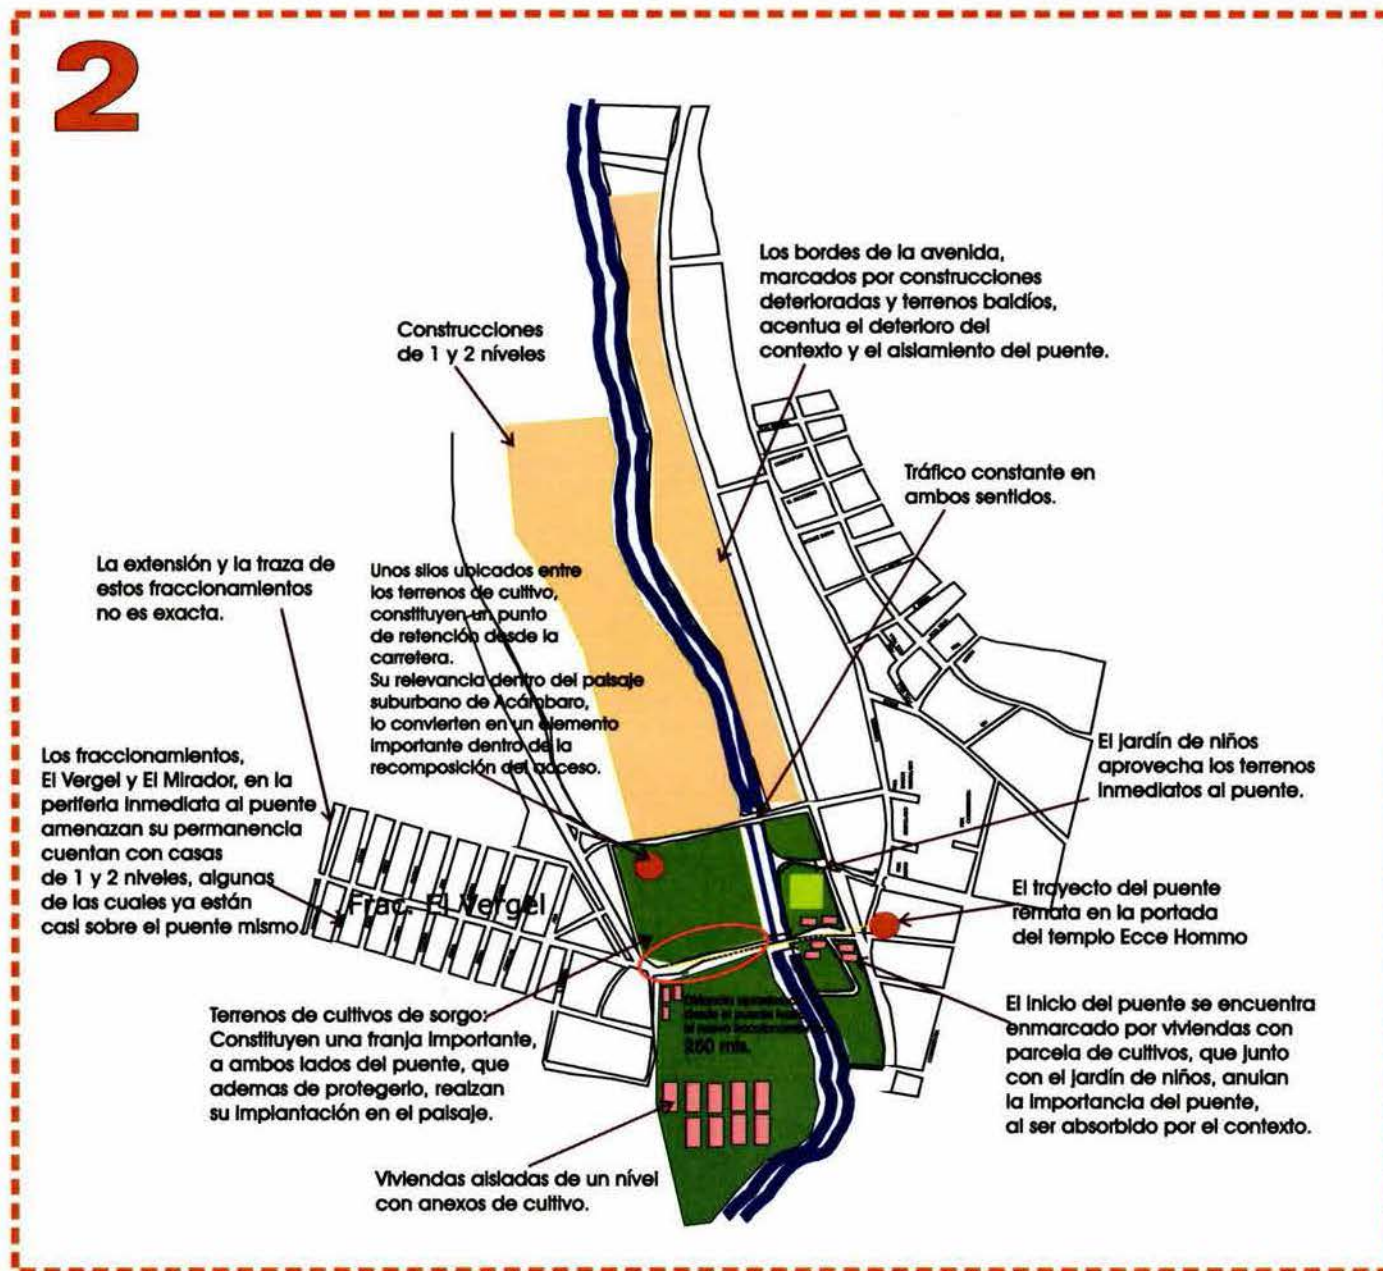 2
Los bordes de la avenida,
marcados por construcciones
deterioradas y terrenos baldíos,
acentua el deterioro del
contexto y el aislamiento del puente.
Construcciones
de 1 y 2 níveles
Tráfico constante en
ambos sentidos.
La extensión y la traza de
estos fraccionamientos
no es exacta.
Unos silos ubicados entre
los terrenos de cultivo,
constituyen un punto
de retención desde la
carretera.
Su relevancia dentro del paisaje
suburbano de Acámbaro,
lo convierten en un elemento
importante dentro de la
recomposición del acceso.
Los fraccionamientos,
El Vergel y El Mirador, en la
periferia inmediata al puente
amenazan su permanencia
cuentan con casas
de 1 y 2 niveles, algunas
de las cuales ya están
casi sobre el puente mismo.
Frac. El Vergel
El jardín de niños
aprovecha los terrenos
inmediatos al puente.
El trayecto del puente
remata en la portada
del templo Ecce Hommo
Terrenos de cultivos de sorgo:
Constituyen una franja importante,
a ambos lados del puente, que
ademas de protegerlo, realzan
su implantación en el paisaje.
250 mts.
El inicio del puente se encuentra
enmarcado por viviendas con
parcela de cultivos, que junto
con el jardín de niños, anulan
la importancia del puente,
al ser absorbido por el contexto.
Viviendas aisladas de un nível
con anexos de cultivo.